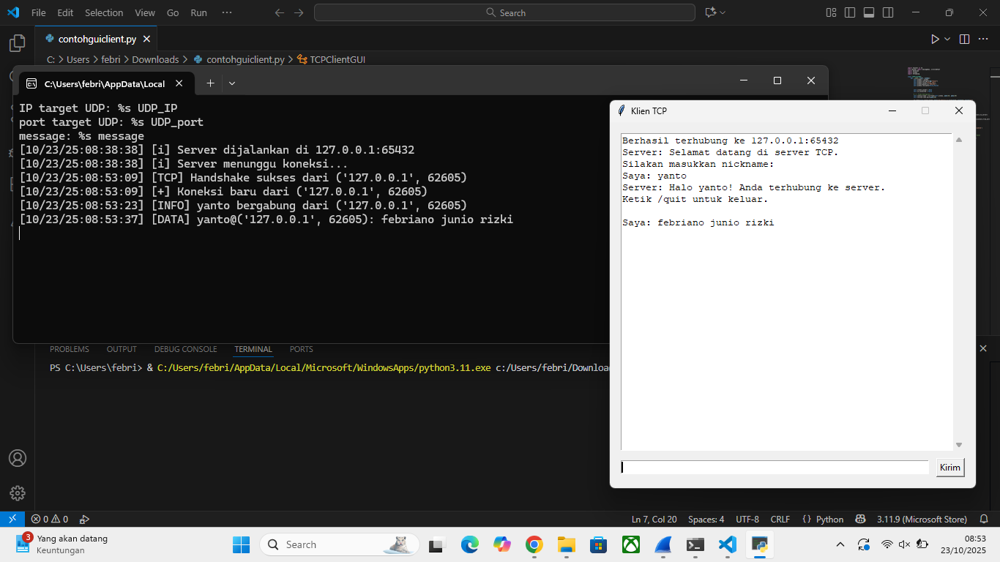 File Edit Selection View Go Run ··· Search
contohguiclient.py
C: > Users > febri > Downloads > contohguiclient.py > TCPClientGUI
C:\Users\febri\AppData\Local
IP target UDP: %s UDP_IP
port target UDP: %s UDP_port
message: %s message
[10/23/25:08:38:38] [i] Server dijalankan di 127.0.0.1:65432
[10/23/25:08:38:38] [i] Server menunggu koneksi...
[10/23/25:08:53:09] [TCP] Handshake sukses dari ('127.0.0.1', 62605)
[10/23/25:08:53:09] [+] Koneksi baru dari ('127.0.0.1', 62605)
[10/23/25:08:53:23] [INFO] yanto bergabung dari ('127.0.0.1', 62605)
[10/23/25:08:53:37] [DATA] yanto@('127.0.0.1', 62605): febriano junio rizki
Klien TCP
Berhasil terhubung ke 127.0.0.1:65432
Server: Selamat datang di server TCP.
Silakan masukkan nickname:
Saya: yanto
Server: Halo yanto! Anda terhubung ke server.
Ketik /quit untuk keluar.
Saya: febriano junio rizki
Kirim
PROBLEMS OUTPUT DEBUG CONSOLE TERMINAL PORTS
PS C:\Users\febri> & C:/Users/febri/AppData/Local/Microsoft/WindowsApps/python3.11.exe c:/Users/febri/Downloa
0 0 Ln 7, Col 20 Spaces: 4 UTF-8 CRLF {} Python 3.11.9 (Microsoft Store)
3 Yang akan datang
Keuntungan
Search
08:53
23/10/2025